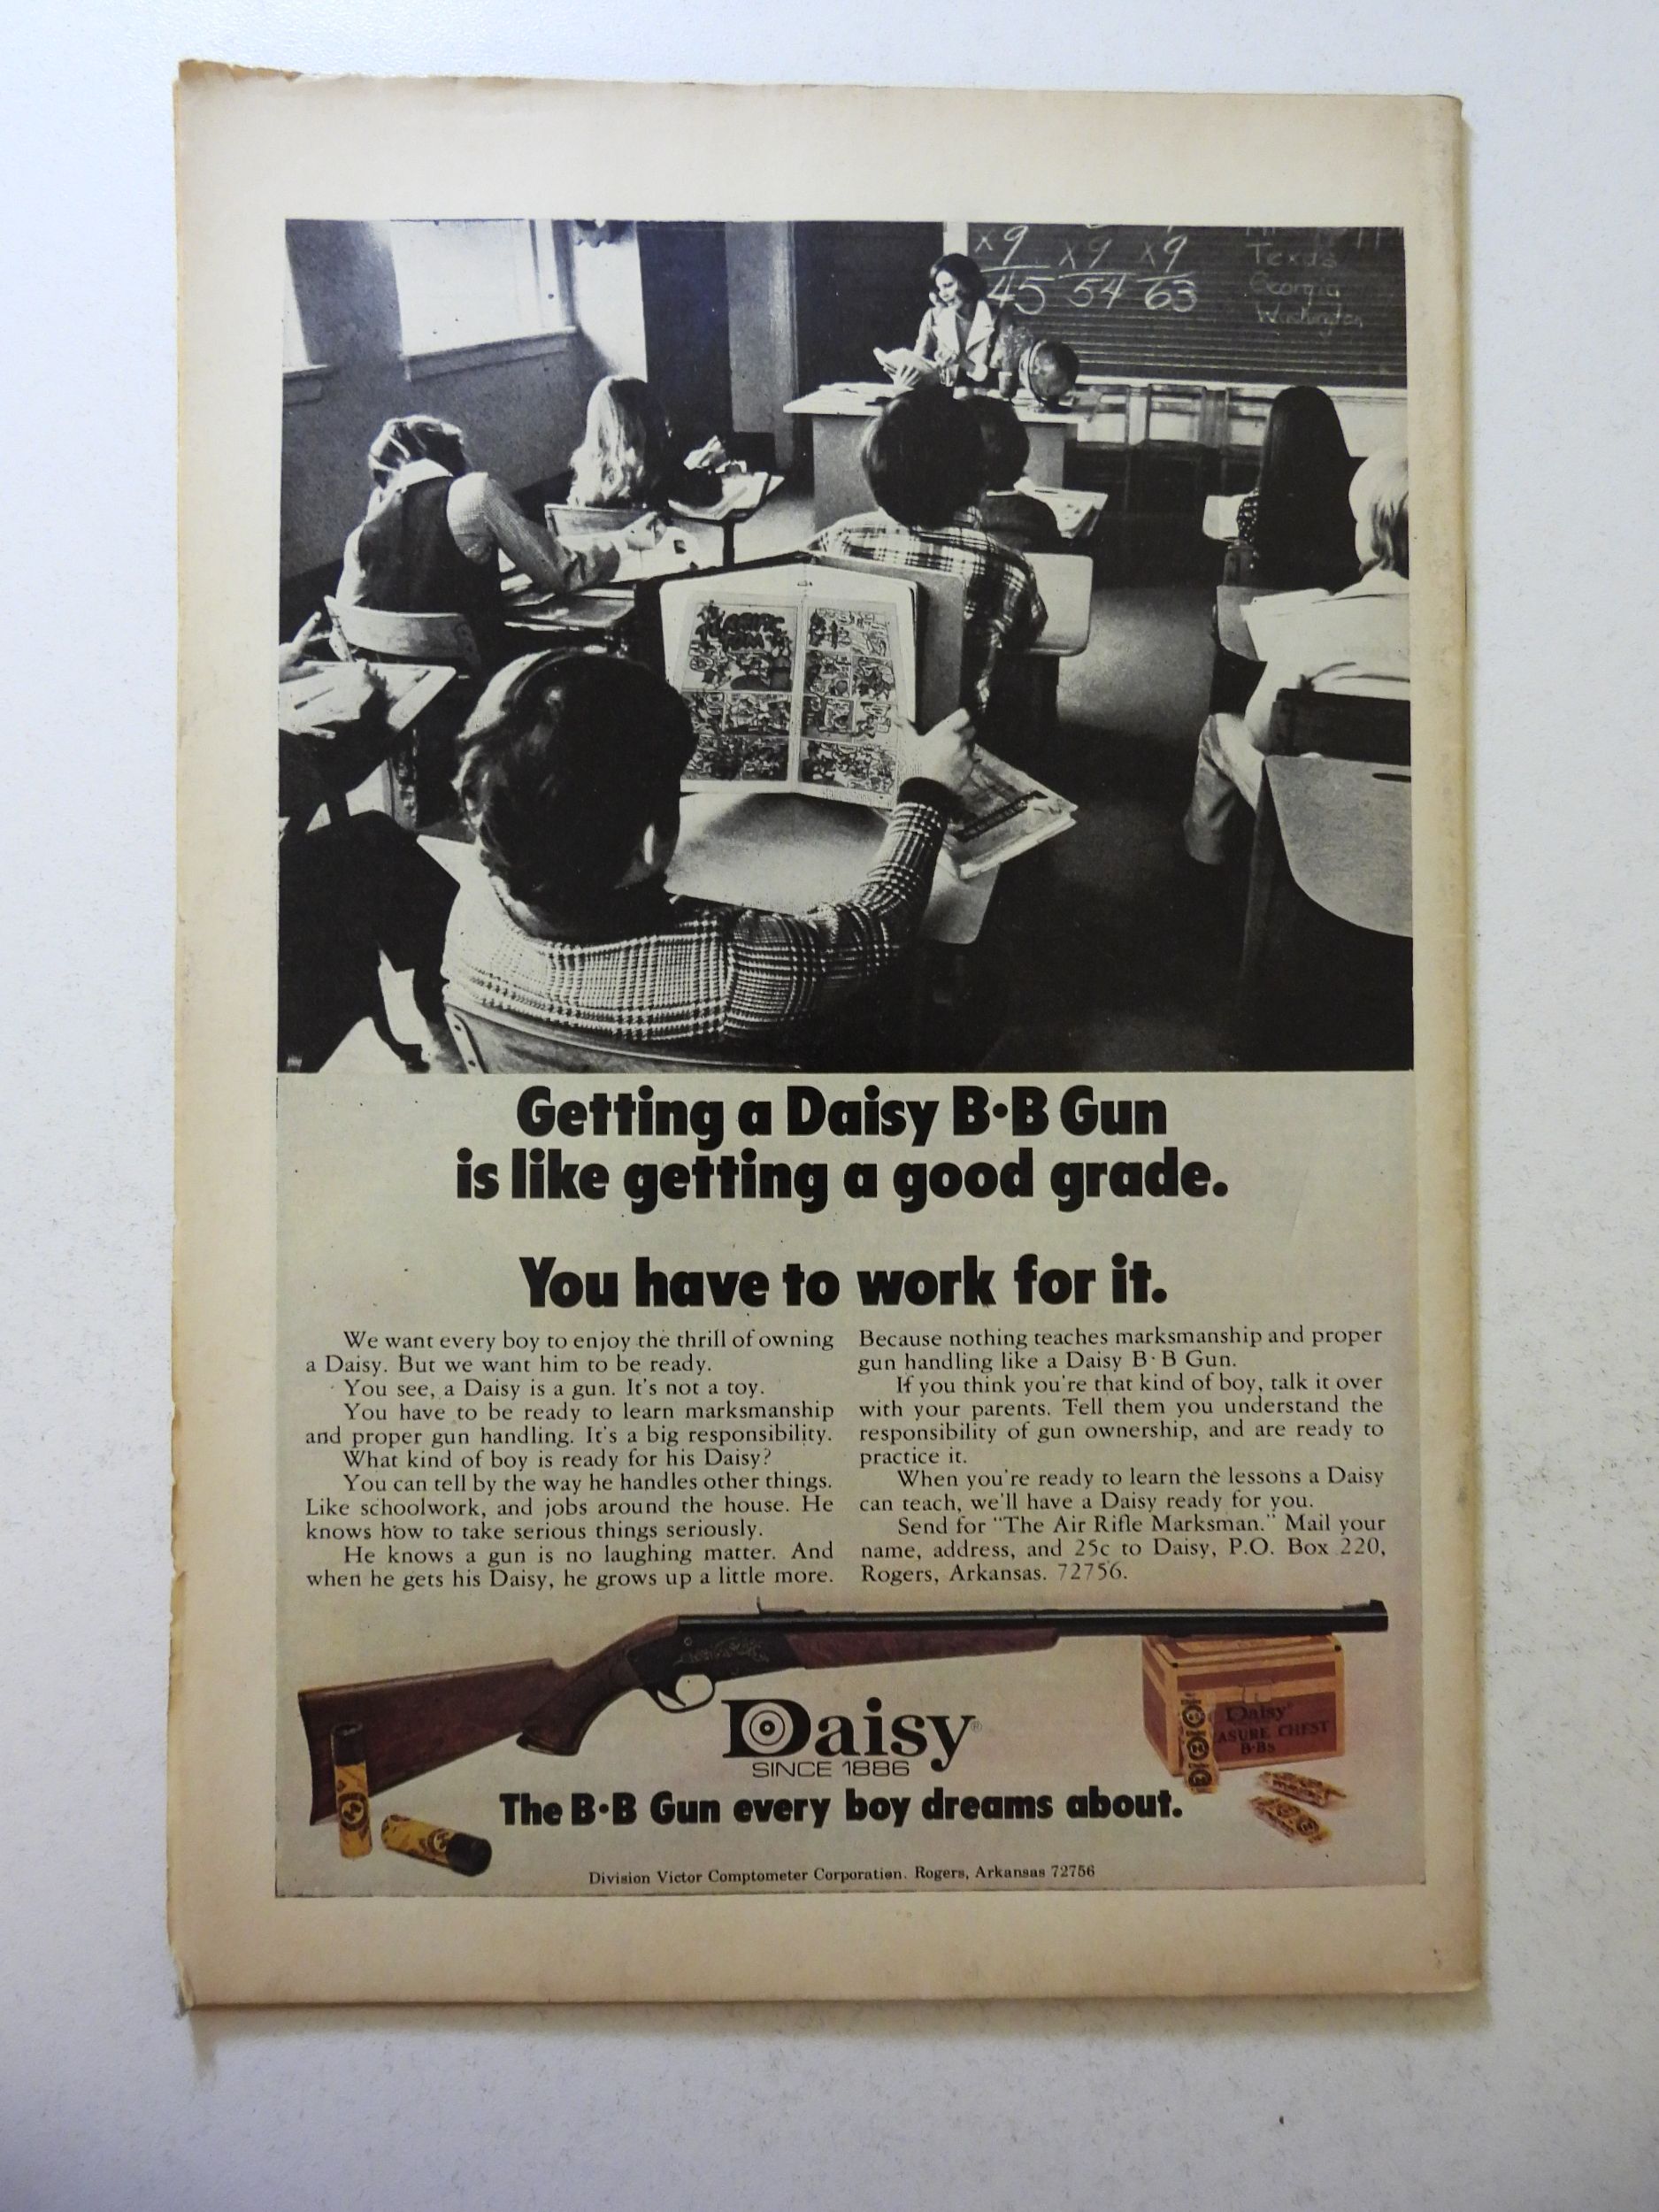 x9 x9 x9
45 54 63
Texas
Georgia
Washington
Getting a Daisy B·B Gun
is like getting a good grade.
You have to work for it.
We want every boy to enjoy the thrill of owning
a Daisy. But we want him to be ready.
You see, a Daisy is a gun. It's not a toy.
You have to be ready to learn marksmanship
and proper gun handling. It's a big responsibility.
What kind of boy is ready for his Daisy?
You can tell by the way he handles other things.
Like schoolwork, and jobs around the house. He
knows how to take serious things seriously.
He knows a gun is no laughing matter. And
when he gets his Daisy, he grows up a little more.
Because nothing teaches marksmanship and proper
gun handling like a Daisy B·B Gun.
If you think you're that kind of boy, talk it over
with your parents. Tell them you understand the
responsibility of gun ownership, and are ready to
practice it.
When you're ready to learn the lessons a Daisy
can teach, we'll have a Daisy ready for you.
Send for "The Air Rifle Marksman." Mail your
name, address, and 25c to Daisy, P.O. Box 220,
Rogers, Arkansas. 72756.
Daisy®
ASURE CHEST
B·Bs
Daisy®
SINCE 1886
The B·B Gun every boy dreams about.
Division Victor Comptometer Corporation. Rogers, Arkansas 72756